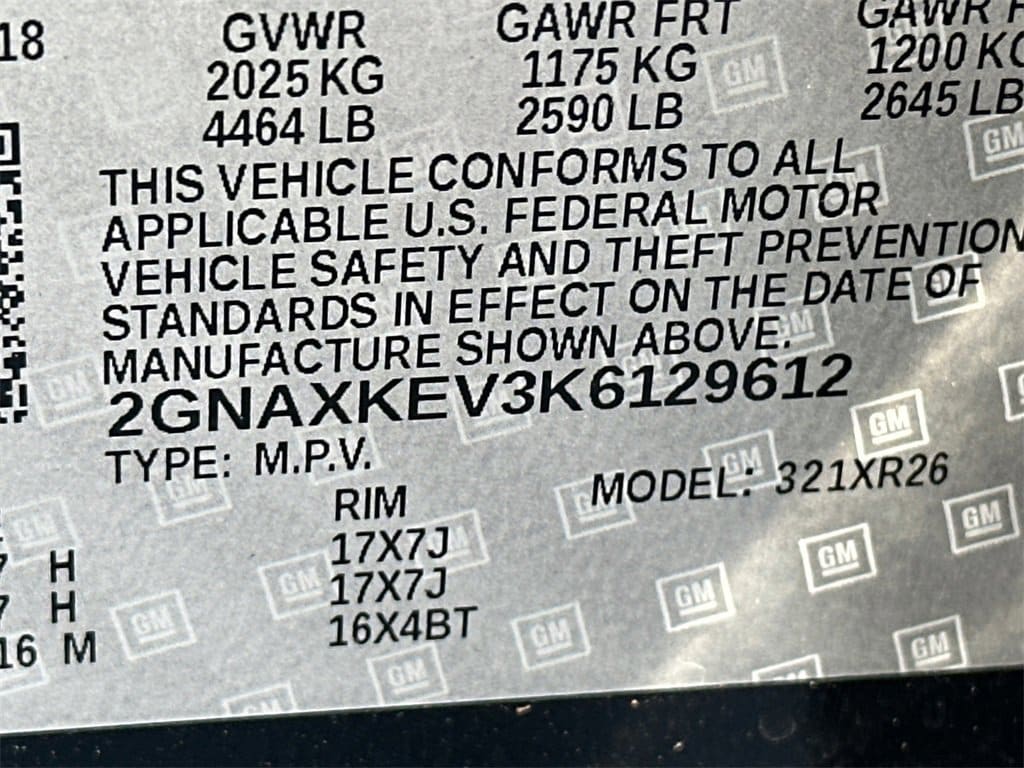 18 GVWR GAWR FRT GAWR
2025 KG 1175 KG 1200 KG
4464 LB 2590 LB 2645 LB
THIS VEHICLE CONFORMS TO ALL
APPLICABLE U.S. FEDERAL MOTOR
VEHICLE SAFETY AND THEFT PREVENTION
STANDARDS IN EFFECT ON THE DATE OF
MANUFACTURE SHOWN ABOVE.
2GNAXKEV3K6129612
TYPE: M.P.V. MODEL: 321XR26
RIM
H 17X7J
H 17X7J
16 M 16X4BT
GM